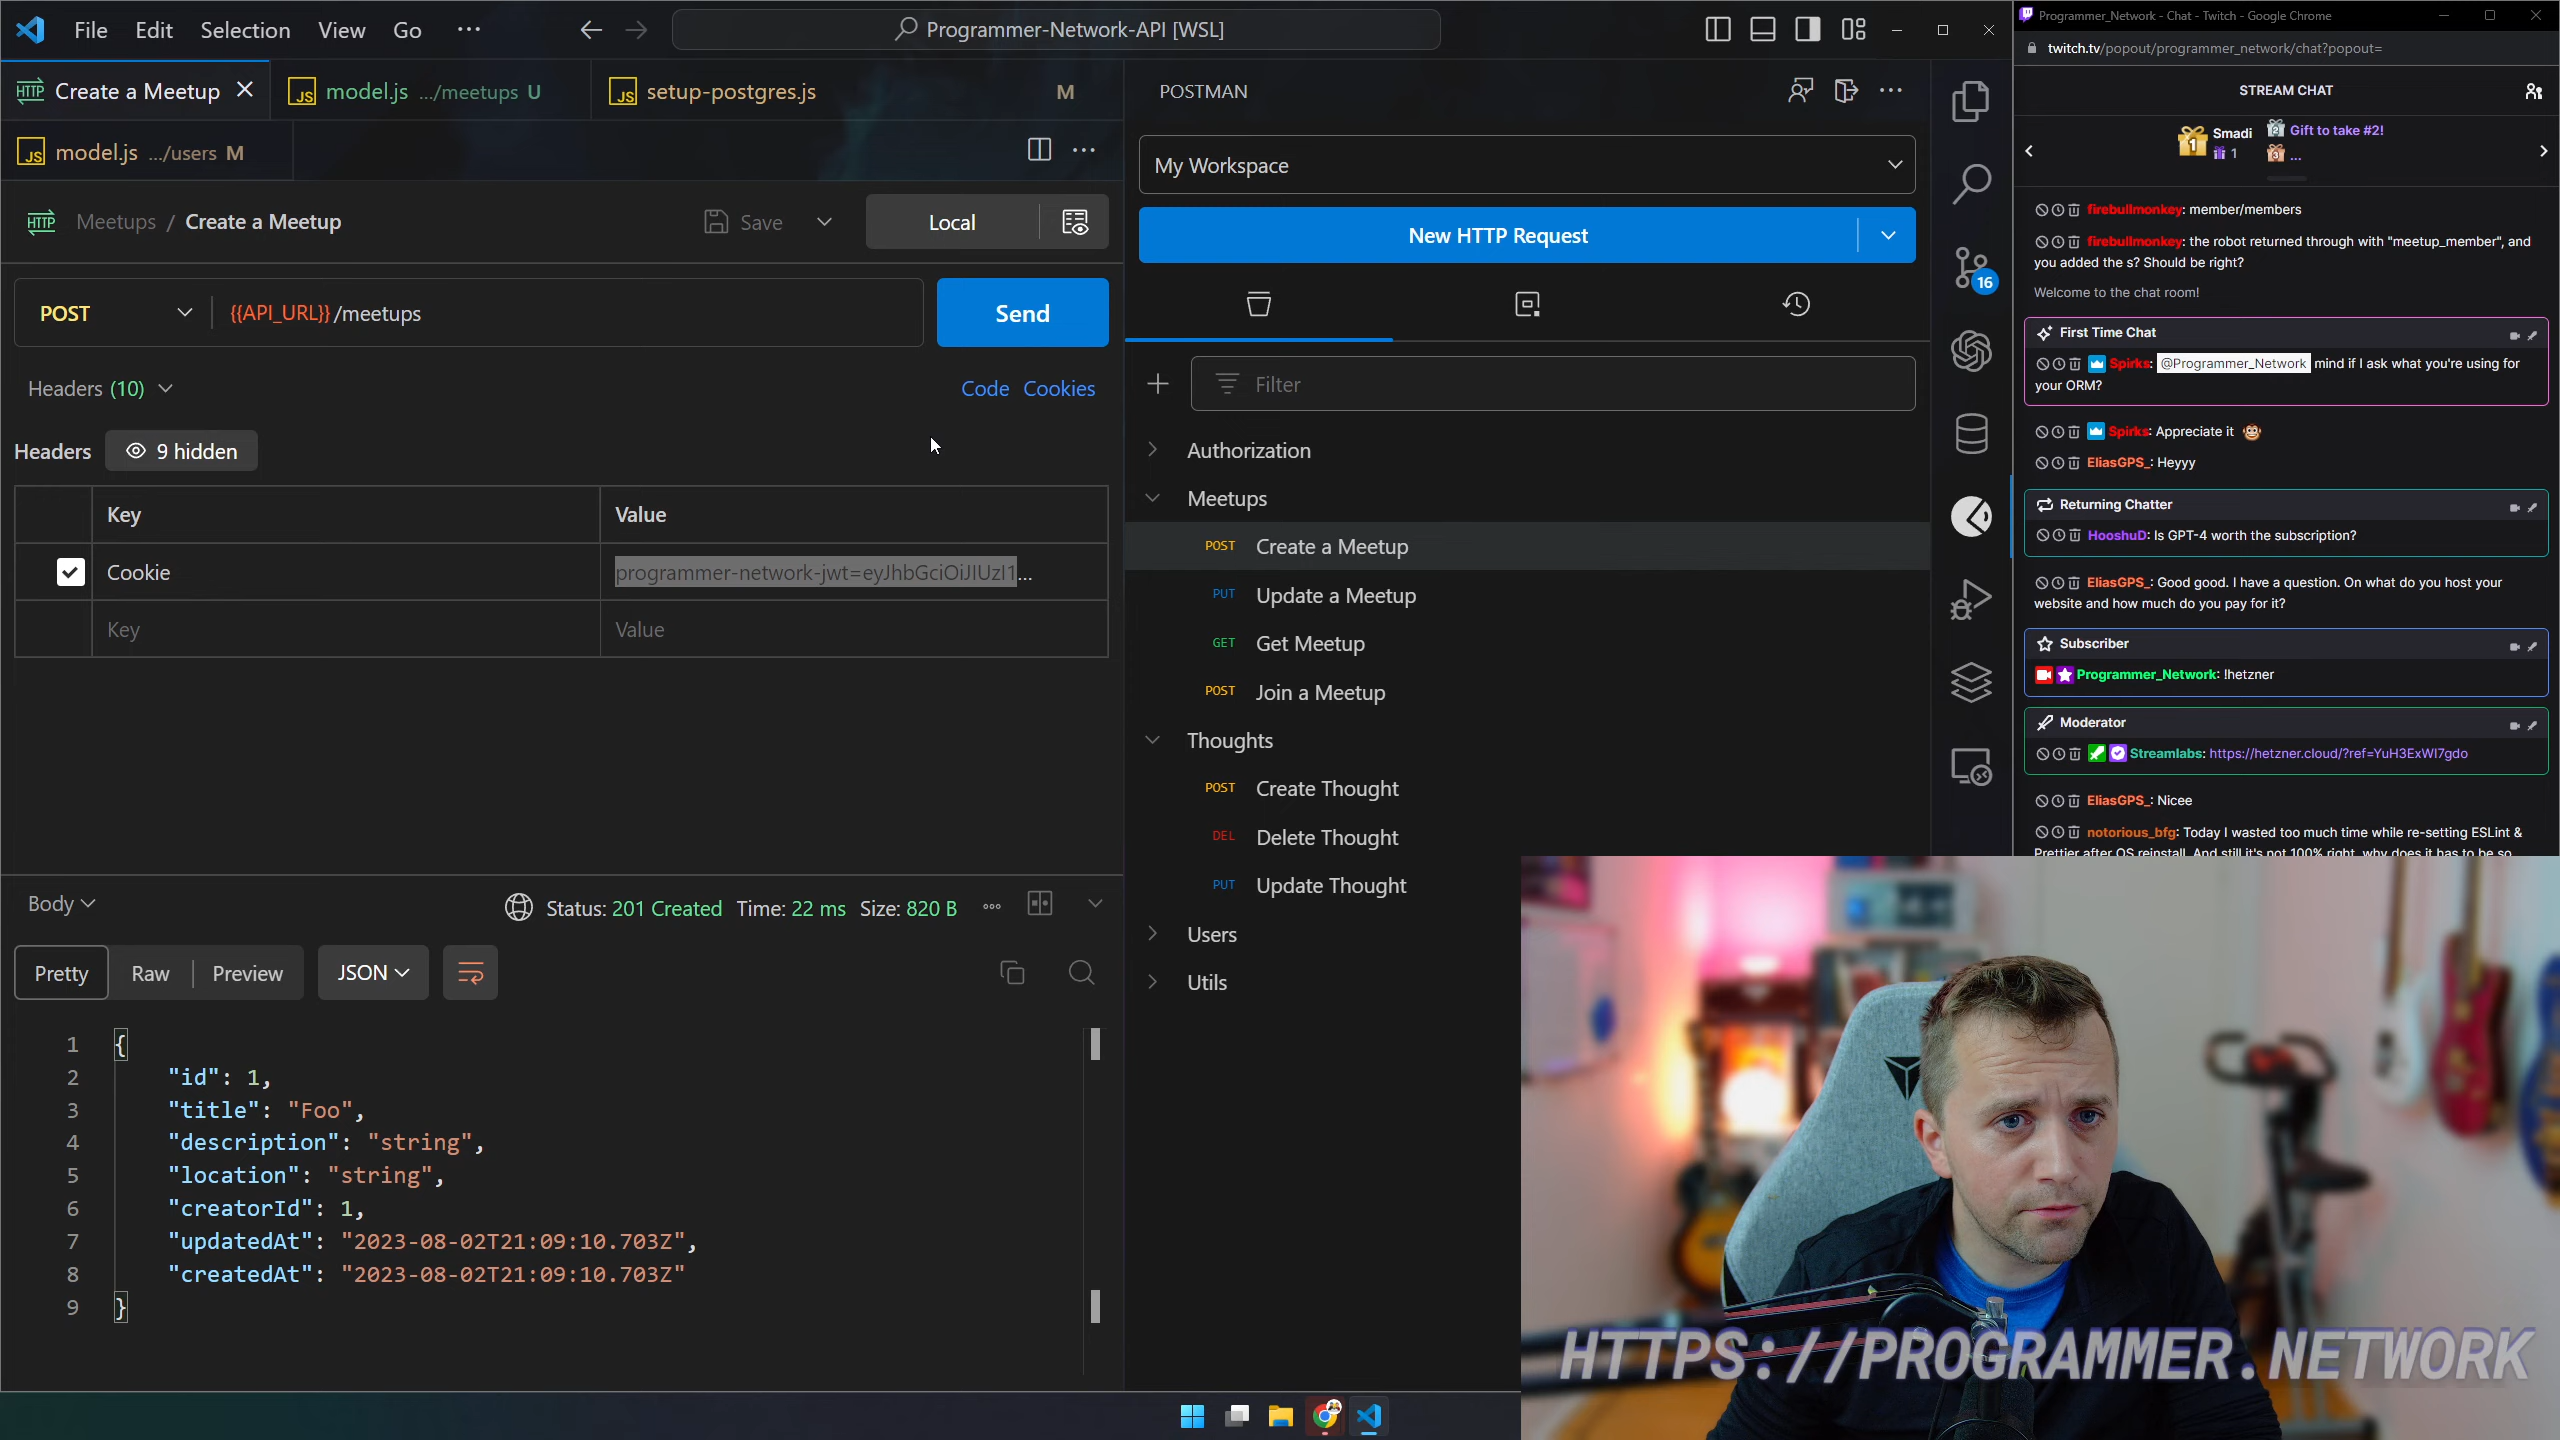 File Edit Selection View Go ···
Programmer-Network-API [WSL]
HTTP Create a Meetup
JS model.js .../meetups U
JS setup-postgres.js M
JS model.js .../users M
HTTP Meetups / Create a Meetup
Save
Local
POST {{API_URL}}/meetups
Send
Headers (10)
Code Cookies
Headers 9 hidden
Key Value
Cookie programmer-network-jwt=eyJhbGciOiJIUzI1...
Key Value
Body
Status: 201 Created Time: 22 ms Size: 820 B
Pretty Raw Preview JSON
1 {
2 "id": 1,
3 "title": "Foo",
4 "description": "string",
5 "location": "string",
6 "creatorId": 1,
7 "updatedAt": "2023-08-02T21:09:10.703Z",
8 "createdAt": "2023-08-02T21:09:10.703Z"
9 }
POSTMAN
My Workspace
New HTTP Request
Filter
Authorization
Meetups
POST Create a Meetup
PUT Update a Meetup
GET Get Meetup
POST Join a Meetup
Thoughts
POST Create Thought
DEL Delete Thought
PUT Update Thought
Users
Utils
16
Programmer_Network - Chat - Twitch - Google Chrome
twitch.tv/popout/programmer_network/chat?popout=
STREAM CHAT
1 Smadi 1
2 Gift to take #2!
3 ...
firebullmonkey: member/members
firebullmonkey: the robot returned through with "meetup_member", and
you added the s? Should be right?
Welcome to the chat room!
First Time Chat
Spirks: @Programmer_Network mind if I ask what you're using for
your ORM?
Spirks: Appreciate it
EliasGPS_: Heyyy
Returning Chatter
HooshuD: Is GPT-4 worth the subscription?
EliasGPS_: Good good. I have a question. On what do you host your
website and how much do you pay for it?
Subscriber
Programmer_Network: !hetzner
Moderator
Streamlabs: https://hetzner.cloud/?ref=YuH3ExWI7gdo
EliasGPS_: Nicee
notorious_bfg: Today I wasted too much time while re-setting ESLint &
Prettier after OS reinstall. And still it's not 100% right, why does it has to be so
HTTPS://PROGRAMMER.NETWORK